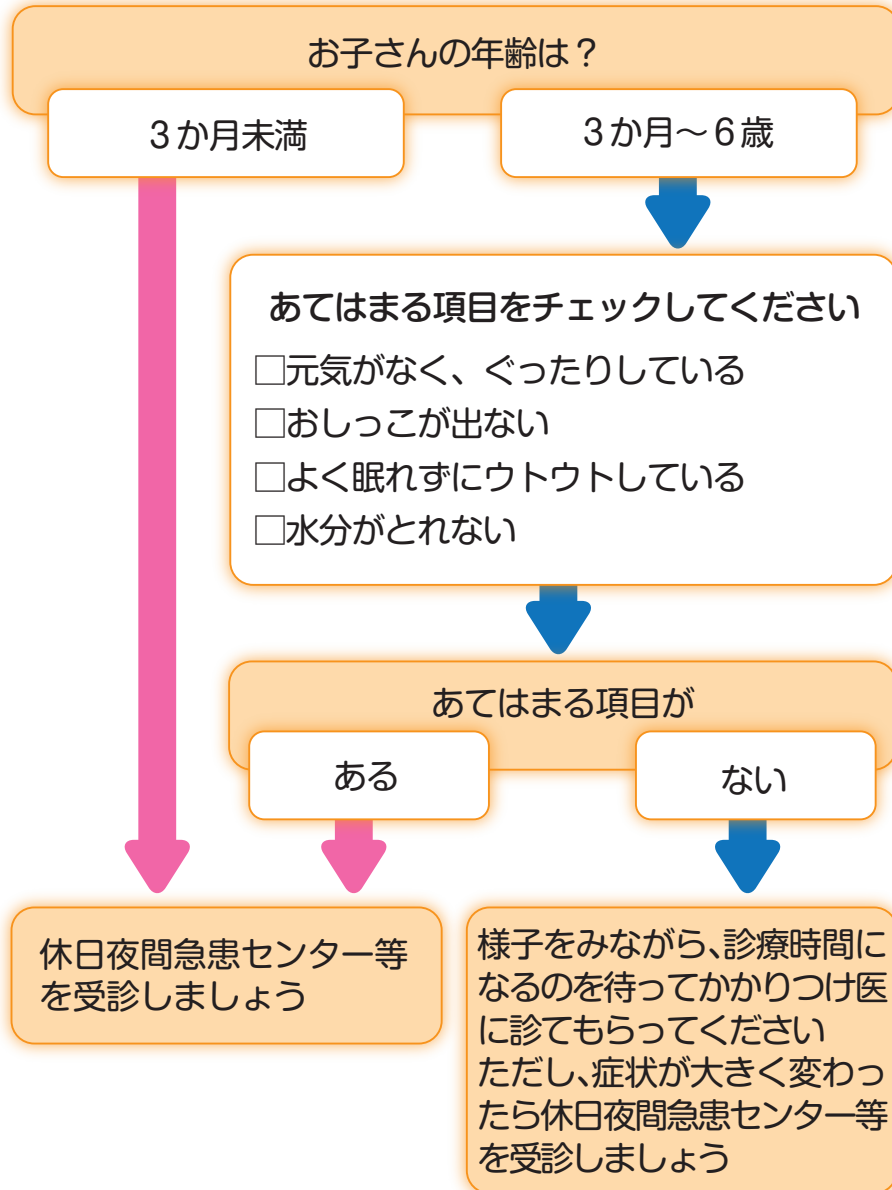 お子さんの年齢は？
３か月未満
３か月～６歳
あてはまる項目をチェックしてください
□元気がなく、ぐったりしている
□おしっこが出ない
□よく眠れずにウトウトしている
□水分がとれない
あてはまる項目が
ある
ない
休日夜間急患センター等
を受診しましょう
様子をみながら、診療時間に
なるのを待ってかかりつけ医
に診てもらってください
ただし、症状が大きく変わっ
たら休日夜間急患センター等
を受診しましょう